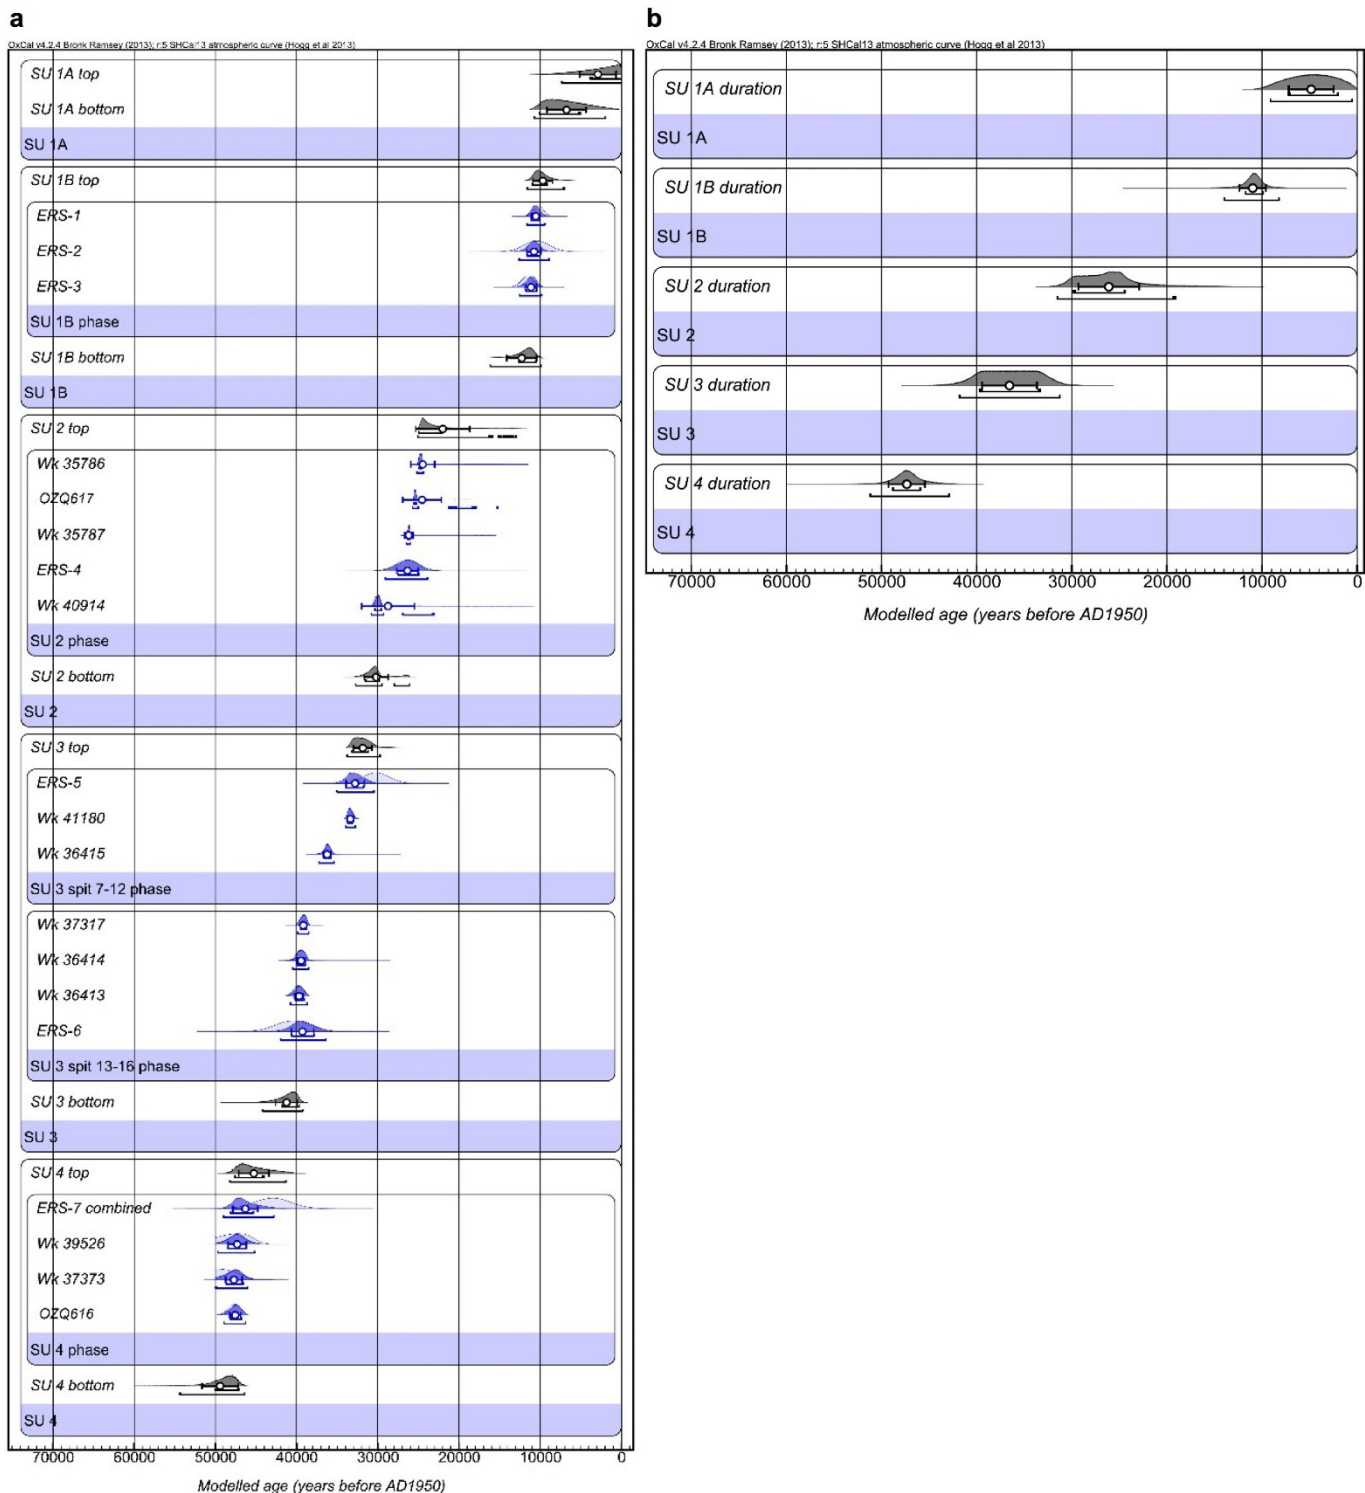 a
OxCal v4.2.4 Bronk Ramsey (2013); r:5 SHCal13 atmospheric curve (Hogg et al 2013)
SU 1A top
SU 1A bottom
SU 1A
SU 1B top
ERS-1
ERS-2
ERS-3
SU 1B phase
SU 1B bottom
SU 1B
SU 2 top
Wk 35786
OZQ617
Wk 35787
ERS-4
Wk 40914
SU 2 phase
SU 2 bottom
SU 2
SU 3 top
ERS-5
Wk 41180
Wk 36415
SU 3 spit 7-12 phase
Wk 37317
Wk 36414
Wk 36413
ERS-6
SU 3 spit 13-16 phase
SU 3 bottom
SU 3
SU 4 top
ERS-7 combined
Wk 39526
Wk 37373
OZQ616
SU 4 phase
SU 4 bottom
SU 4
70000 60000 50000 40000 30000 20000 10000 0
Modelled age (years before AD1950)
b
OxCal v4.2.4 Bronk Ramsey (2013); r:5 SHCal13 atmospheric curve (Hogg et al 2013)
SU 1A duration
SU 1A
SU 1B duration
SU 1B
SU 2 duration
SU 2
SU 3 duration
SU 3
SU 4 duration
SU 4
70000 60000 50000 40000 30000 20000 10000 0
Modelled age (years before AD1950)